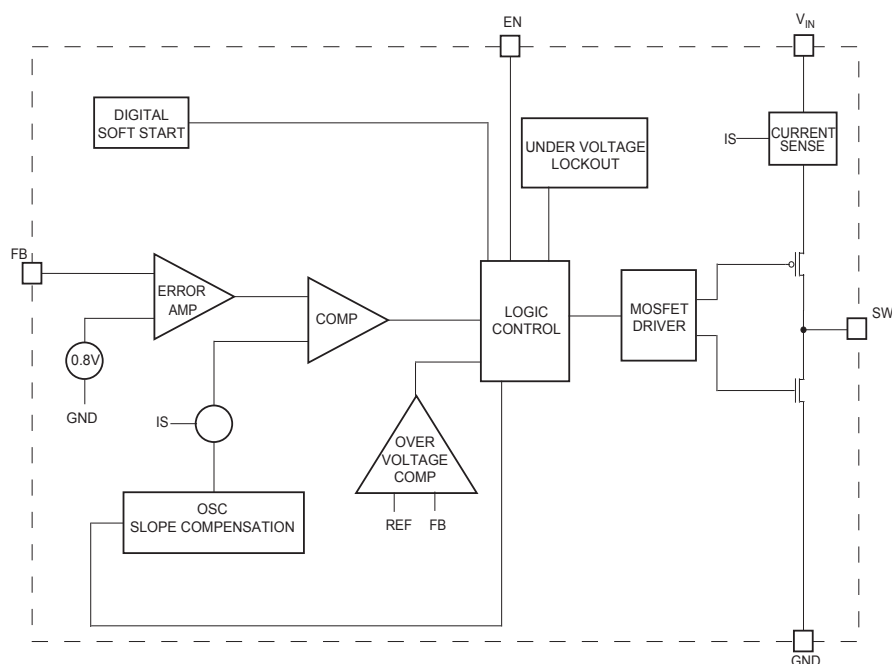 EN
VIN
DIGITAL
SOFT START
UNDER VOLTAGE
LOCKOUT
IS
CURRENT
SENSE
FB
ERROR
AMP
COMP
LOGIC
CONTROL
MOSFET
DRIVER
SW
0.8V
GND
IS
OVER
VOLTAGE
COMP
OSC
SLOPE COMPENSATION
REF
FB
GND